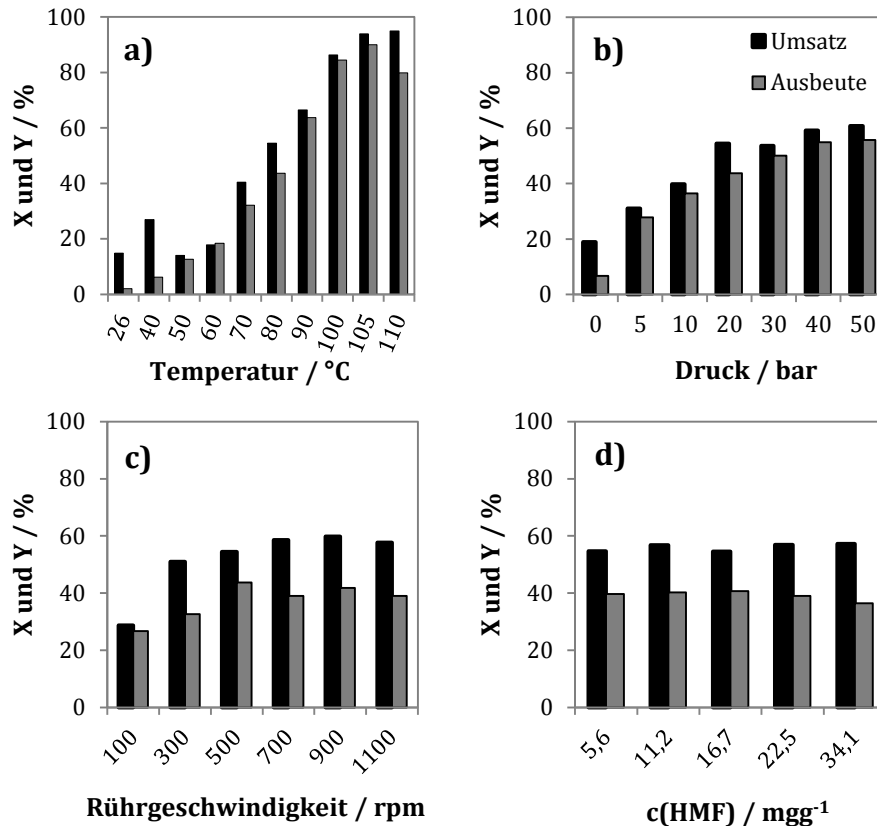 a)
X und Y / %
100
80
60
40
20
0
26 40 50 60 70 80 90 100 105 110
Temperatur / °C
b)
Umsatz
Ausbeute
X und Y / %
100
80
60
40
20
0
0 5 10 20 30 40 50
Druck / bar
c)
X und Y / %
100
80
60
40
20
0
100 300 500 700 900 1100
Rührgeschwindigkeit / rpm
d)
X und Y / %
100
80
60
40
20
0
5,6 11,2 16,7 22,5 34,1
c(HMF) / mgg⁻¹